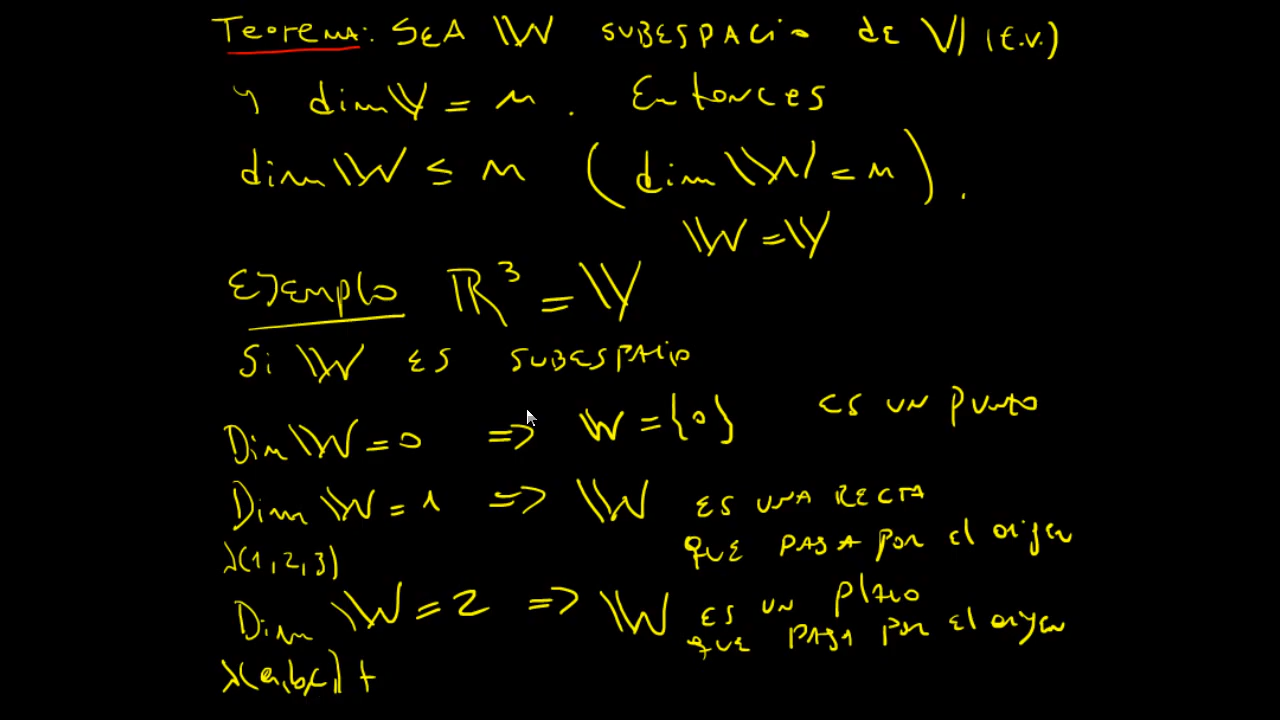 Teorema: SEA W SUBESPACIO de V (E.V.)
y dim V = n . Entonces
dim W ≤ n ( dim W = n ) .
W = V
EJEmplo R³ = V
Si W ES SUBESPACIO
Dim W = 0 => W = {0} ES UN punto
Dim W = 1 => W ES UNA RECTA
QUE PASA por El origen
λ(1,2,3)
Dim W = 2 => W ES UN plano
QUE PASA por El origen
λ(a,b,c) +